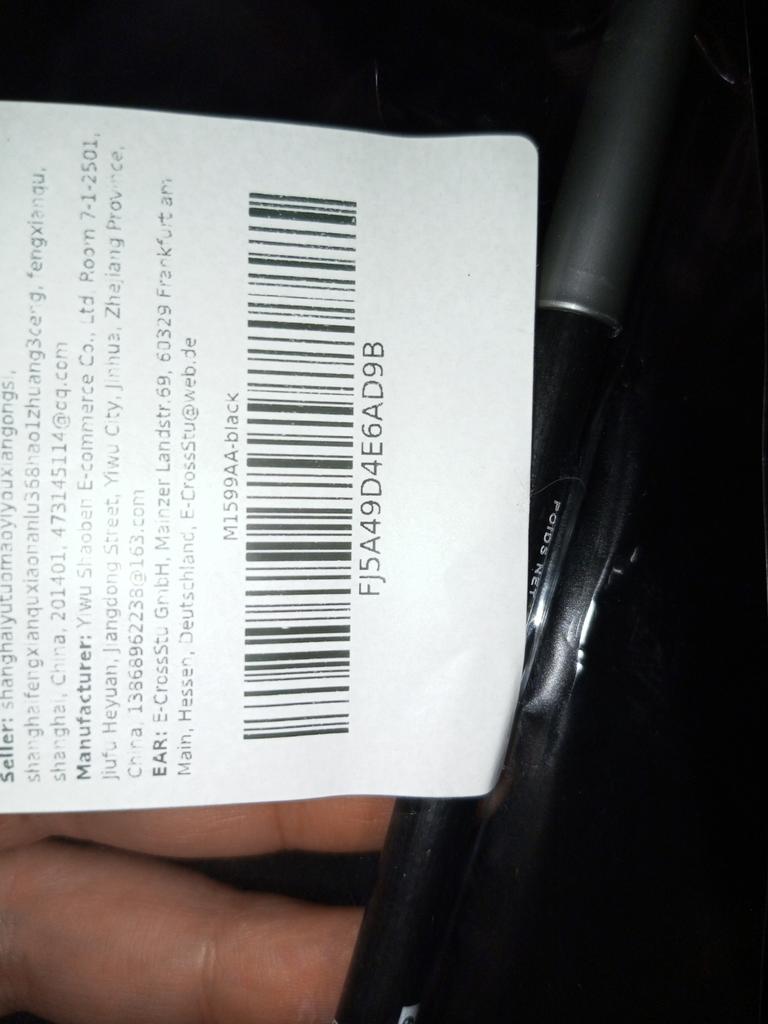 Seller: shanghaiyutuomaoyiyouxiangongsi,
shanghaifengxianquxiaonanlu368hao1zhuang3ceng, fengxianqu,
shanghai, China, 201401, 473145114@qq.com
Manufacturer: Yiwu Shaoben E-commerce Co., Ltd, Room 7-1-2501,
Jiufu Heyuan, Jiangdong Street, Yiwu City, Jinhua, Zhejiang Province,
China, 13868962238@163.com
EAR: E-CrossStu GmbH, Mainzer Landstr.69, 60329 Frankfurt am
Main, Hessen, Deutschland, E-CrossStu@web.de
M1599AA-black
FJ5A49D4E6AD9B
POIDS NET